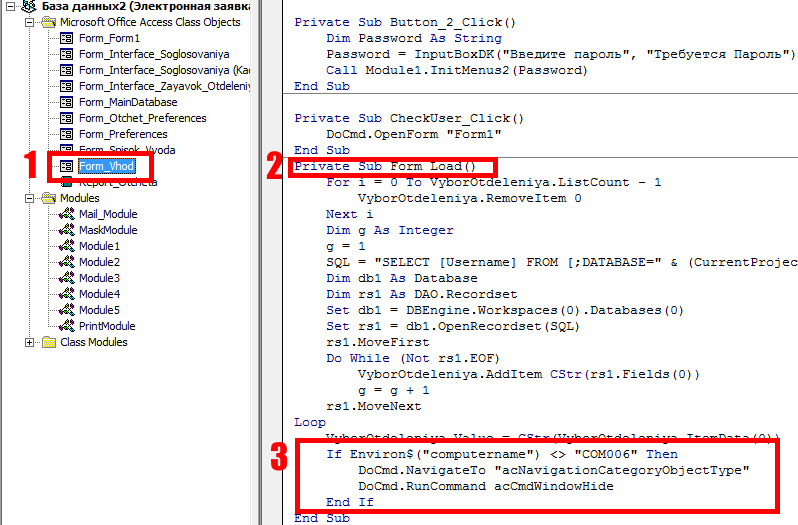 База данных2 (Электронная заявка
Microsoft Office Access Class Objects
Form_Form1
Form_Interface_Soglosovaniya
Form_Interface_Soglosovaniya (Kad
Form_Interface_Zayavok_Otdeleniy
Form_MainDatabase
Form_Otchet_Preferences
Form_Preferences
Form_Spisok_Vvoda
1
Form_Vhod
Report_Otcheta
Modules
Mail_Module
MaskModule
Module1
Module2
Module3
Module4
Module5
PrintModule
Class Modules
Private Sub Button_2_Click()
Dim Password As String
Password = InputBoxDK("Введите пароль", "Требуется Пароль")
Call Module1.InitMenus2(Password)
End Sub
Private Sub CheckUser_Click()
DoCmd.OpenForm "Form1"
End Sub
2
Private Sub Form_Load()
For i = 0 To VyborOtdeleniya.ListCount - 1
VyborOtdeleniya.RemoveItem 0
Next i
Dim g As Integer
g = 1
SQL = "SELECT [Username] FROM [;DATABASE=" & (CurrentProjec
Dim db1 As Database
Dim rs1 As DAO.Recordset
Set db1 = DBEngine.Workspaces(0).Databases(0)
Set rs1 = db1.OpenRecordset(SQL)
rs1.MoveFirst
Do While (Not rs1.EOF)
VyborOtdeleniya.AddItem CStr(rs1.Fields(0))
g = g + 1
rs1.MoveNext
Loop
VyborOtdeleniya.Value = CStr(VyborOtdeleniya.ItemData(0))
3
If Environ$("computername") <> "COM006" Then
DoCmd.NavigateTo "acNavigationCategoryObjectType"
DoCmd.RunCommand acCmdWindowHide
End If
End Sub